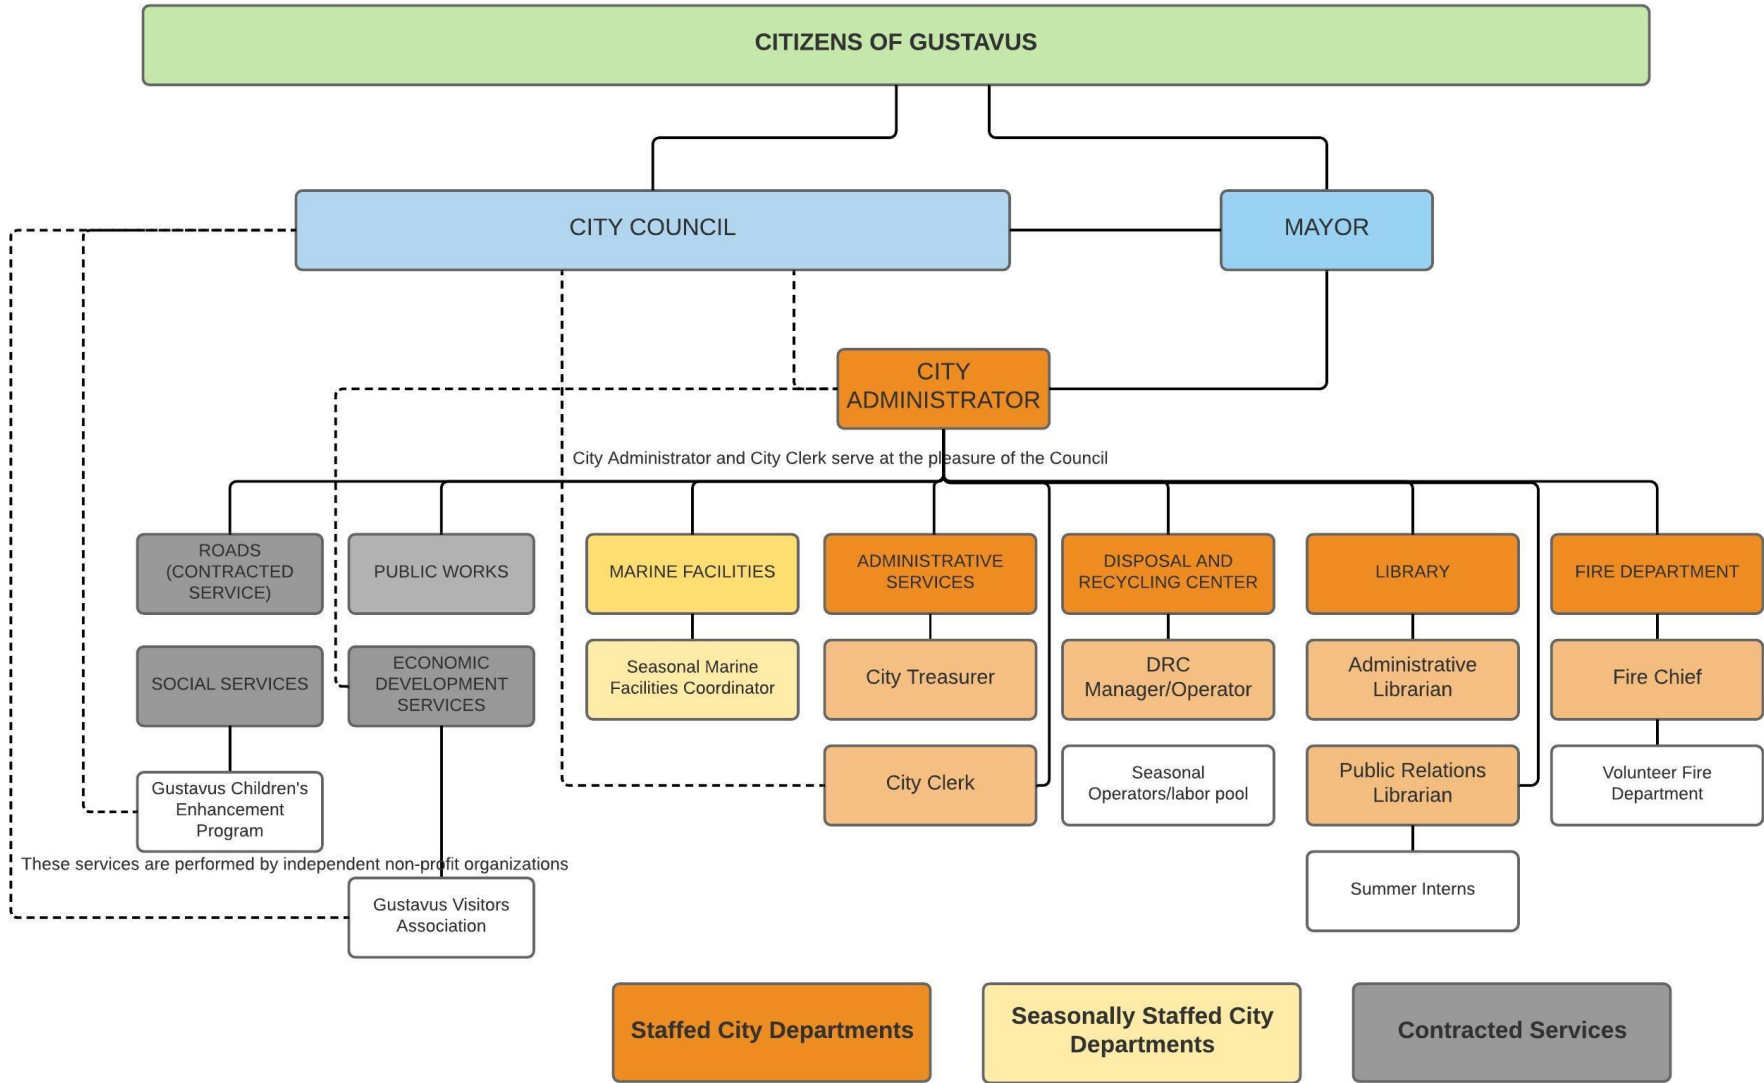 CITIZENS OF GUSTAVUS
CITY COUNCIL
MAYOR
CITY
ADMINISTRATOR
City Administrator and City Clerk serve at the pleasure of the Council
ROADS
(CONTRACTED
SERVICE)
PUBLIC WORKS
MARINE FACILITIES
ADMINISTRATIVE
SERVICES
DISPOSAL AND
RECYCLING CENTER
LIBRARY
FIRE DEPARTMENT
SOCIAL SERVICES
ECONOMIC
DEVELOPMENT
SERVICES
Seasonal Marine
Facilities Coordinator
City Treasurer
DRC
Manager/Operator
Administrative
Librarian
Fire Chief
Gustavus Children's
Enhancement
Program
City Clerk
Seasonal
Operators/labor pool
Public Relations
Librarian
Volunteer Fire
Department
These services are performed by independent non-profit organizations
Gustavus Visitors
Association
Summer Interns
Staffed City Departments
Seasonally Staffed City
Departments
Contracted Services